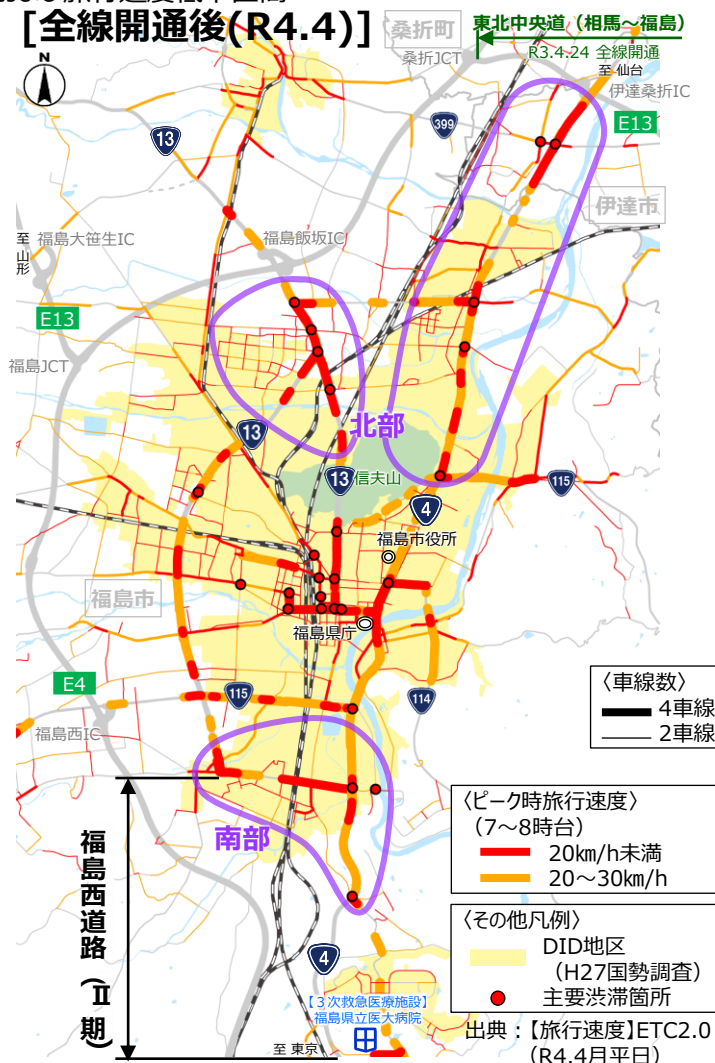 [全線開通後(R4.4)]
桑折町
東北中央道（相馬～福島）
R3.4.24 全線開通
桑折JCT
至 仙台
伊達桑折IC
N
399
13
E13
伊達市
至山形
福島大笹生IC
福島飯坂IC
E13
福島JCT
北部
13
13
信夫山
115
4
福島市役所
福島市
福島県庁
E4
115
114
福島西IC
〈車線数〉
4車線
2車線
南部
福島西道路（Ⅱ期）
〈ピーク時旅行速度〉
（7～8時台）
20km/h未満
20～30km/h
〈その他凡例〉
DID地区
（H27国勢調査）
主要渋滞箇所
4
【３次救急医療施設】
福島県立医大病院
至 東京
出典：【旅行速度】ETC2.0
（R4.4月平日）